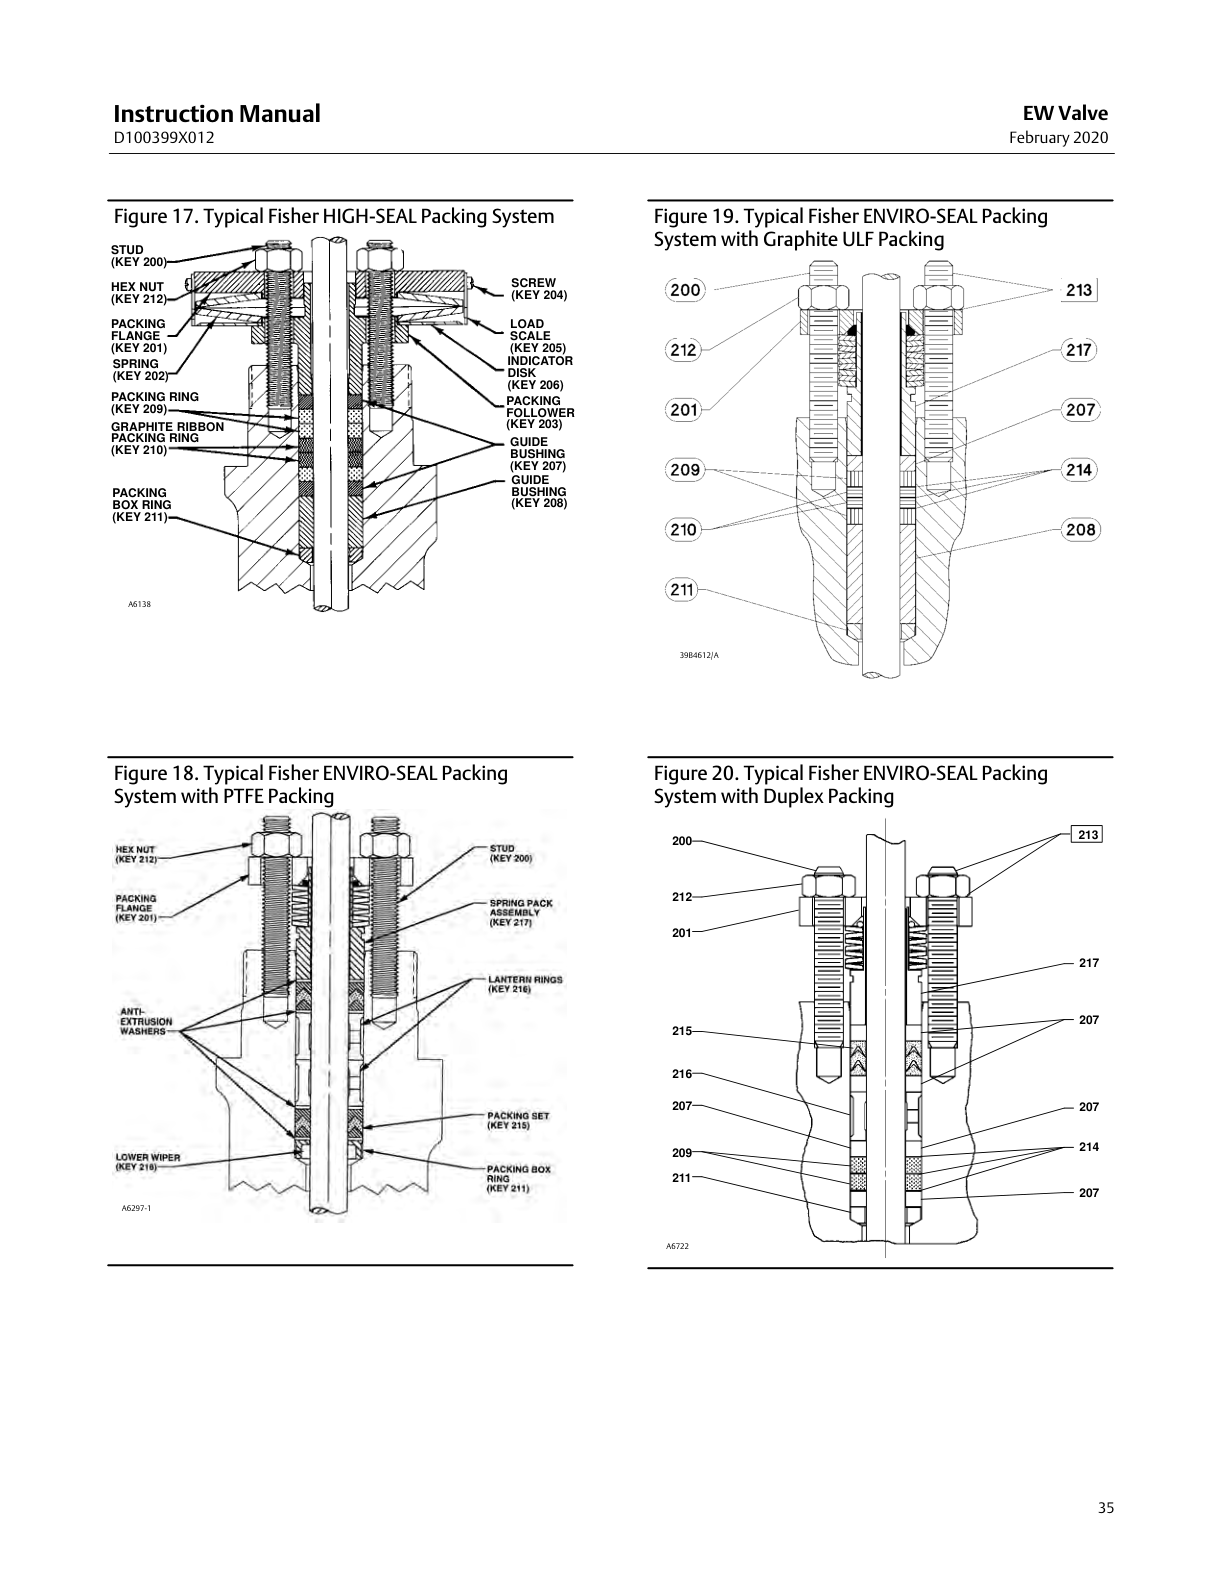 Instruction Manual
D100399X012
EW Valve
February 2020
Figure 17. Typical Fisher HIGH-SEAL Packing System
STUD
(KEY 200)
HEX NUT
(KEY 212)
PACKING
FLANGE
(KEY 201)
SPRING
(KEY 202)
PACKING RING
(KEY 209)
GRAPHITE RIBBON
PACKING RING
(KEY 210)
PACKING
BOX RING
(KEY 211)
SCREW
(KEY 204)
LOAD
SCALE
(KEY 205)
INDICATOR
DISK
(KEY 206)
PACKING
FOLLOWER
(KEY 203)
GUIDE
BUSHING
(KEY 207)
GUIDE
BUSHING
(KEY 208)
A6138
Figure 19. Typical Fisher ENVIRO-SEAL Packing
System with Graphite ULF Packing
200
212
201
209
210
211
213
217
207
214
208
39B4612/A
Figure 18. Typical Fisher ENVIRO-SEAL Packing
System with PTFE Packing
HEX NUT
(KEY 212)
PACKING
FLANGE
(KEY 201)
ANTI-
EXTRUSION
WASHERS
LOWER WIPER
(KEY 216)
STUD
(KEY 200)
SPRING PACK
ASSEMBLY
(KEY 217)
LANTERN RINGS
(KEY 216)
PACKING SET
(KEY 215)
PACKING BOX
RING
(KEY 211)
A6297-1
Figure 20. Typical Fisher ENVIRO-SEAL Packing
System with Duplex Packing
200
212
201
215
216
207
209
211
213
217
207
207
214
207
A6722
35